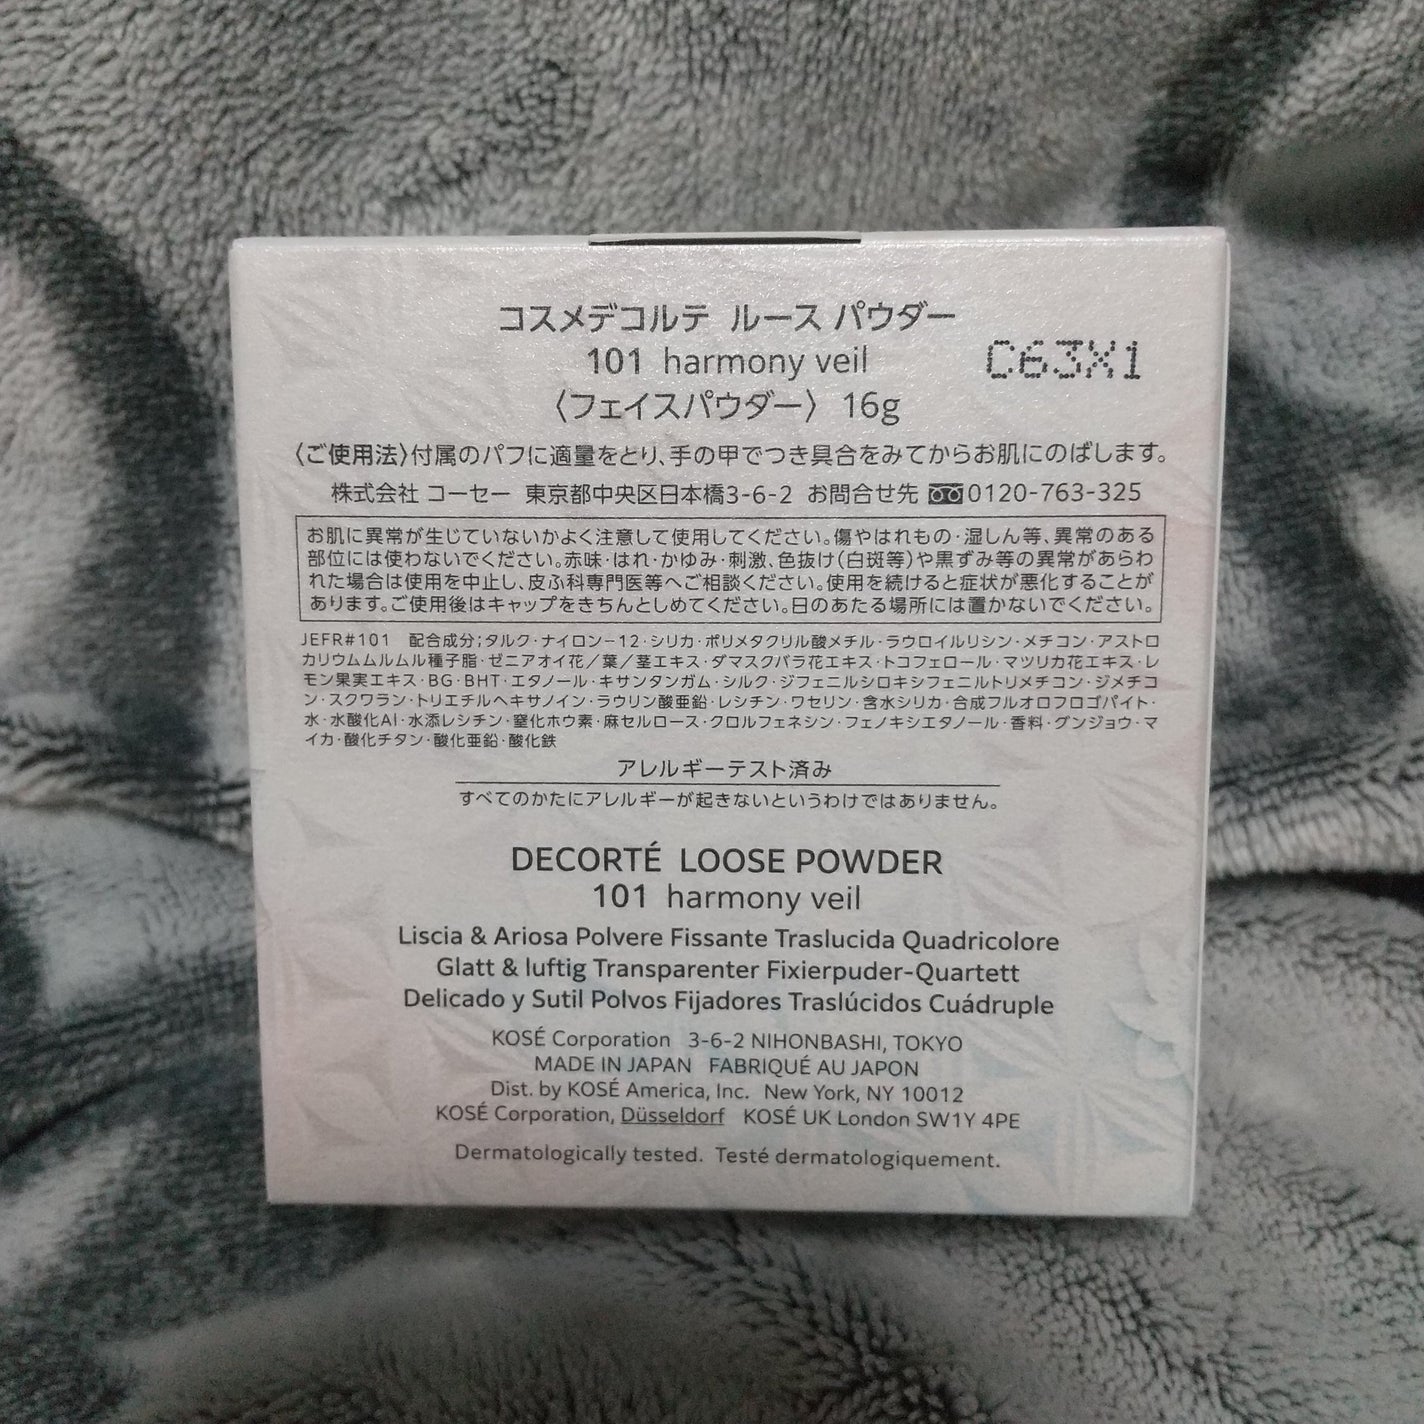 コスメデコルテ ルース パウダー
101 harmony veil
C63X1
〈フェイスパウダー〉 16g
〈ご使用法〉付属のパフに適量をとり、手の甲でつき具合をみてからお肌にのばします。
株式会社 コーセー 東京都中央区日本橋3-6-2 お問合せ先 0120-763-325
お肌に異常が生じていないかよく注意して使用してください。傷やはれもの・湿しん等、異常のある
部位には使わないでください。赤味・はれ・かゆみ・刺激、色抜け(白斑等)や黒ずみ等の異常があらわ
れた場合は使用を中止し、皮ふ科専門医等へご相談ください。使用を続けると症状が悪化することが
あります。ご使用後はキャップをきちんとしめてください。日のあたる場所には置かないでください。
JEFR#101 配合成分;タルク・ナイロン-12・シリカ・ポリメタクリル酸メチル・ラウロイルリシン・メチコン・アストロ
カリウムムルムル種子脂・ゼニアオイ花/葉/茎エキス・ダマスクバラ花エキス・トコフェロール・マツリカ花エキス・レ
モン果実エキス・BG・BHT・エタノール・キサンタンガム・シルク・ジフェニルシロキシフェニルトリメチコン・ジメチコ
ン・スクワラン・トリエチルヘキサノイン・ラウリン酸亜鉛・レシチン・ワセリン・含水シリカ・合成フルオロフロゴパイト・
水・水酸化Al・水添レシチン・窒化ホウ素・麻セルロース・クロルフェネシン・フェノキシエタノール・香料・グンジョウ・マ
イカ・酸化チタン・酸化亜鉛・酸化鉄
アレルギーテスト済み
すべてのかたにアレルギーが起きないというわけではありません。
DECORTÉ LOOSE POWDER
101 harmony veil
Liscia & Ariosa Polvere Fissante Traslucida Quadricolore
Glatt & luftig Transparenter Fixierpuder-Quartett
Delicado y Sutil Polvos Fijadores Traslúcidos Cuádruple
KOSÉ Corporation 3-6-2 NIHONBASHI, TOKYO
MADE IN JAPAN FABRIQUÉ AU JAPON
Dist. by KOSÉ America, Inc. New York, NY 10012
KOSÉ Corporation, Düsseldorf KOSÉ UK London SW1Y 4PE
Dermatologically tested. Testé dermatologiquement.